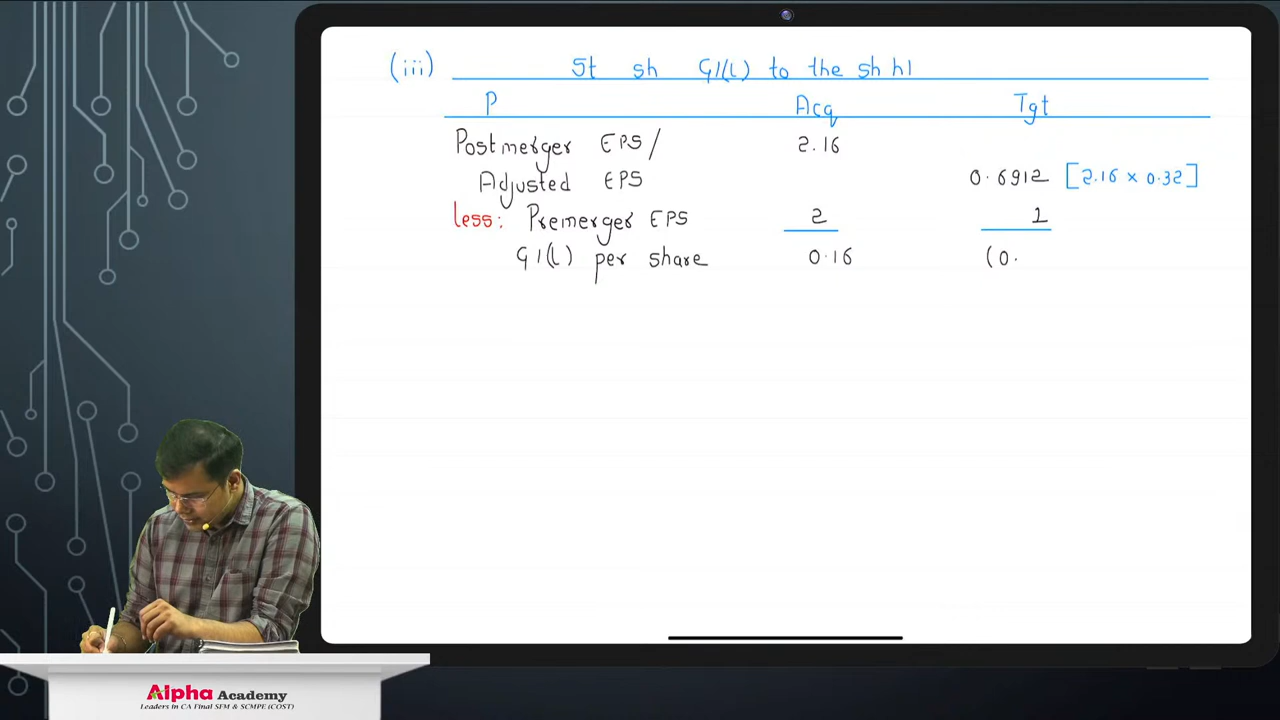 (iii) St sh G/(L) to the sh hl
P Acq Tgt
Postmerger EPS/ 2.16
Adjusted EPS 0.6912 [2.16 × 0.32]
less: Premerger EPS 2 1
G/(L) per share 0.16 (0.
Alpha Academy
Leaders in CA Final SFM & SCMPE (COST)